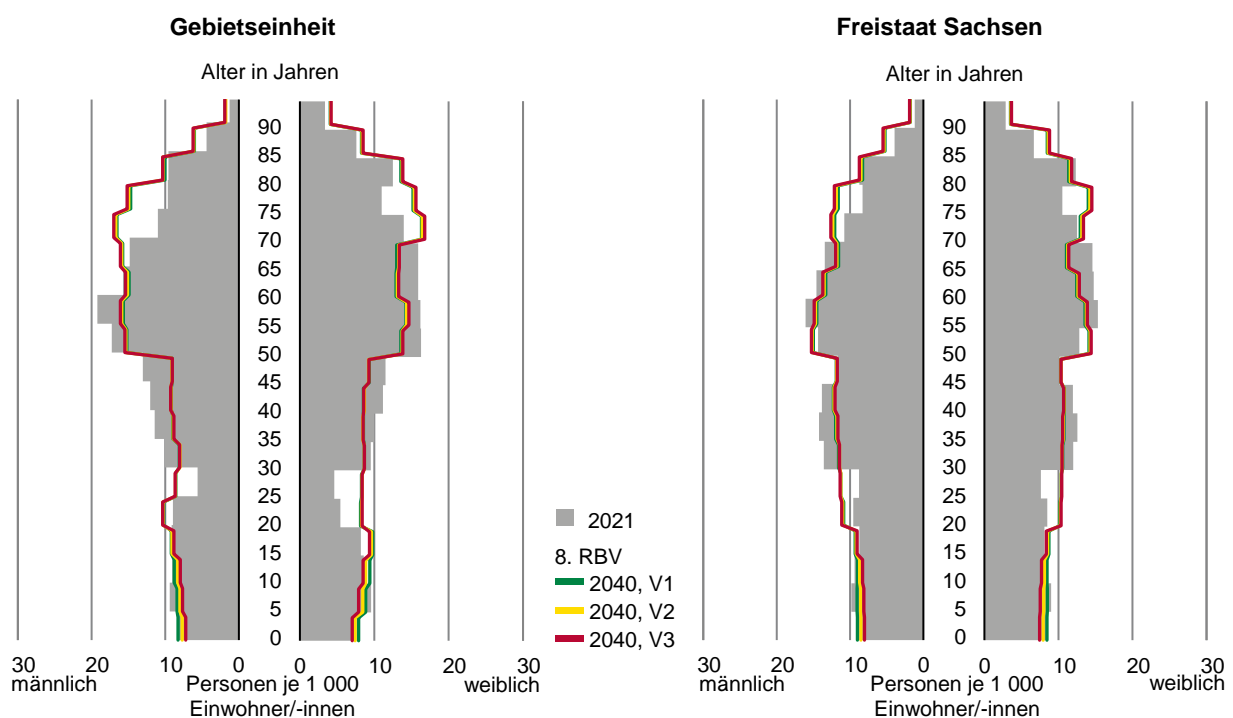 Gebietseinheit
Freistaat Sachsen
Alter in Jahren
Alter in Jahren
90
85
80
75
70
65
60
55
50
45
40
35
30
25
20
15
10
5
0
90
85
80
75
70
65
60
55
50
45
40
35
30
25
20
15
10
5
0
2021
8. RBV
2040, V1
2040, V2
2040, V3
30 20 10 0 0 10 20 30
männlich Personen je 1 000 weiblich
Einwohner/-innen
30 20 10 0 0 10 20 30
männlich Personen je 1 000 weiblich
Einwohner/-innen